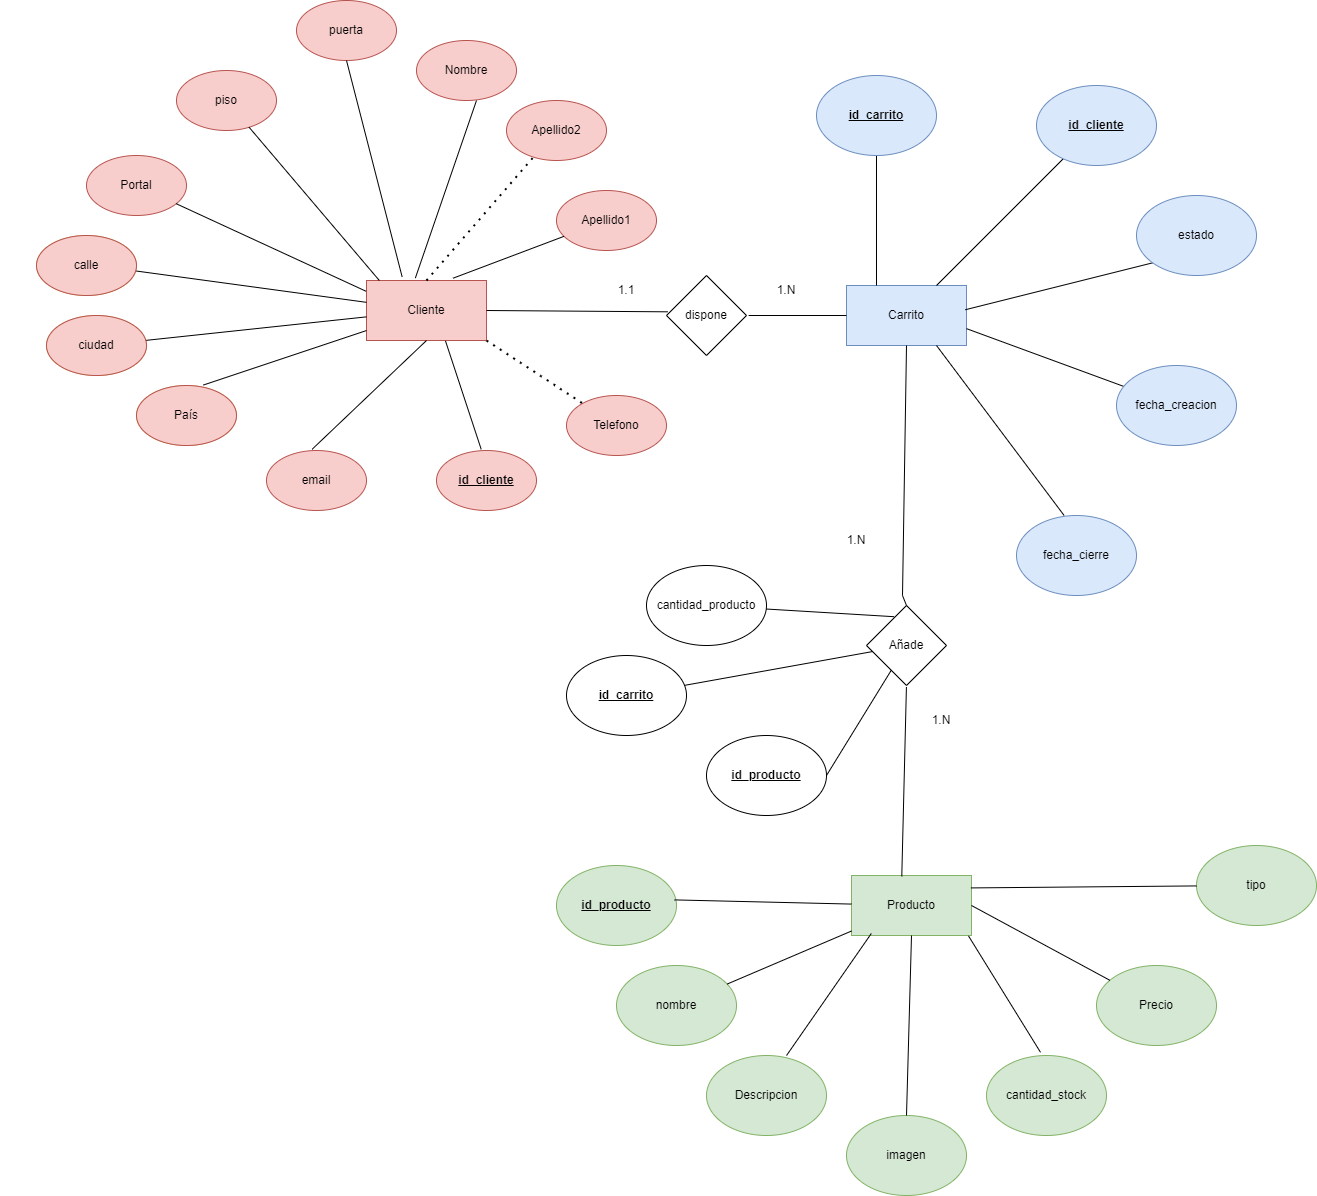 puerta
Nombre
piso
Apellido2
Portal
Apellido1
calle
Cliente
ciudad
País
email
id_cliente
Telefono
1.1
dispone
1.N
id_carrito
id_cliente
estado
Carrito
fecha_creacion
fecha_cierre
1.N
cantidad_producto
Añade
id_carrito
1.N
id_producto
Producto
tipo
id_producto
nombre
Precio
Descripcion
cantidad_stock
imagen